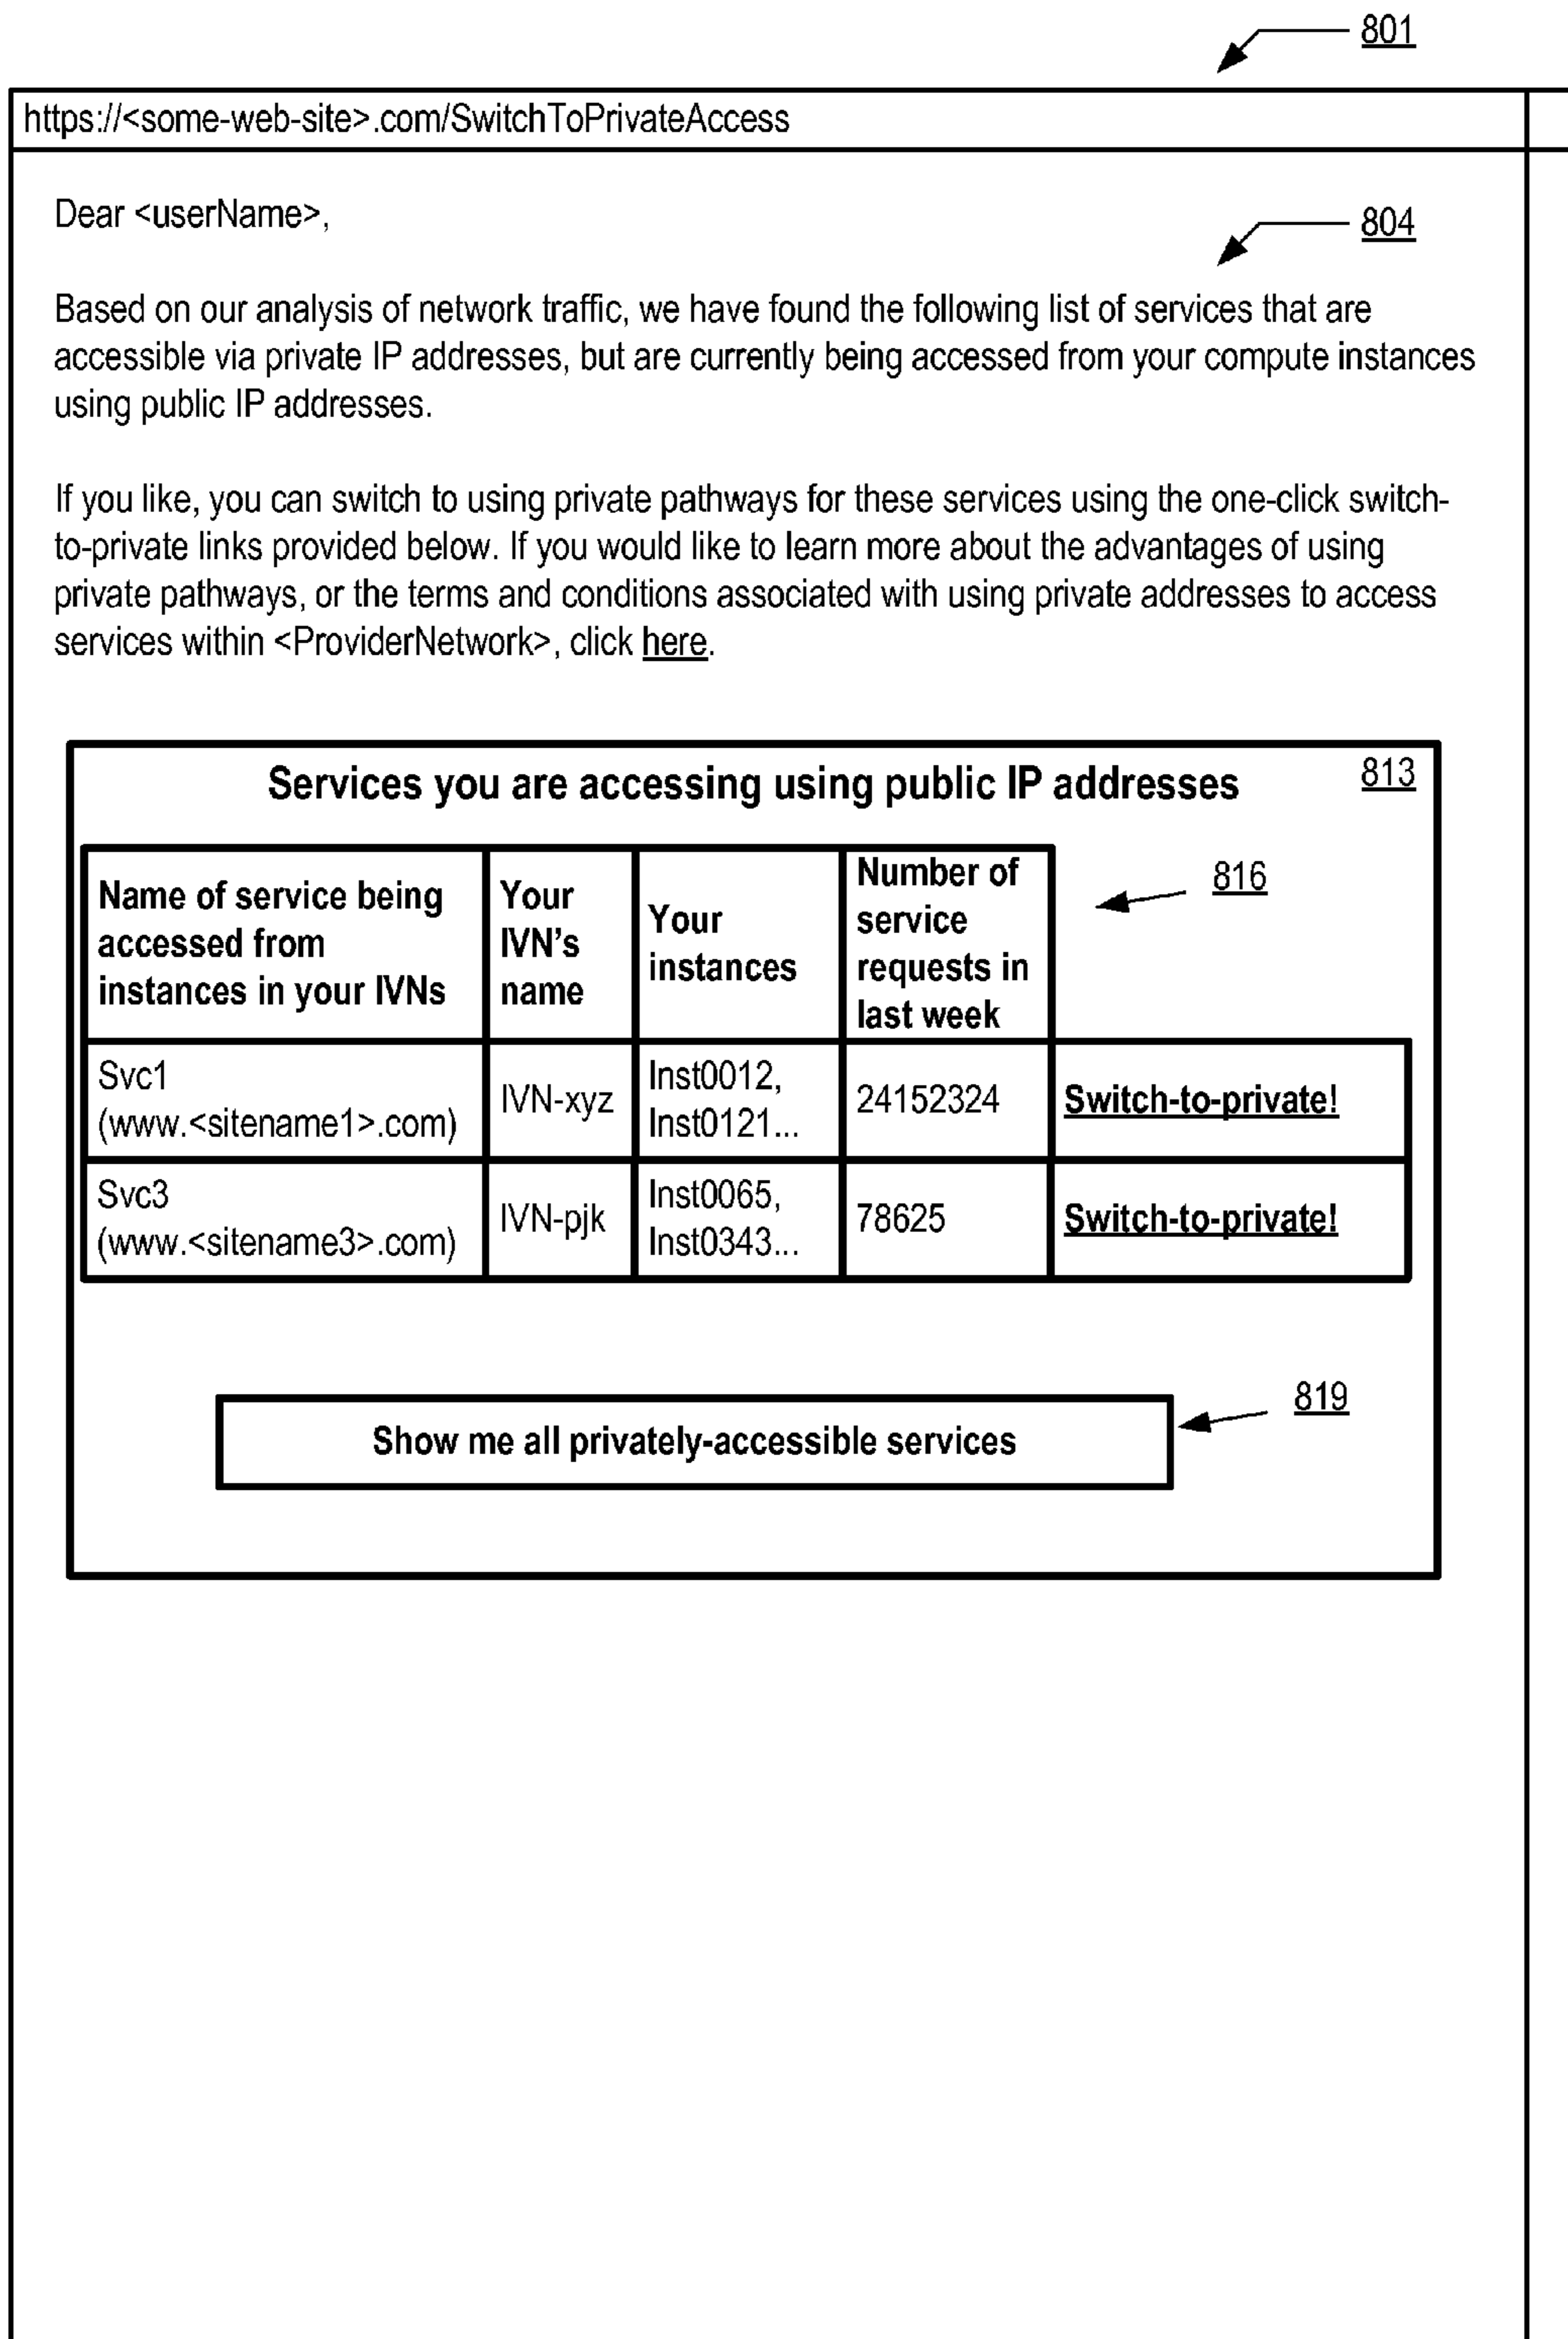 801
https://<some-web-site>.com/SwitchToPrivateAccess
Dear <userName>,
804
Based on our analysis of network traffic, we have found the following list of services that are
accessible via private IP addresses, but are currently being accessed from your compute instances
using public IP addresses.
If you like, you can switch to using private pathways for these services using the one-click switch-
to-private links provided below. If you would like to learn more about the advantages of using
private pathways, or the terms and conditions associated with using private addresses to access
services within <ProviderNetwork>, click here.
Services you are accessing using public IP addresses
813
Name of service being
accessed from
instances in your IVNs
Your
IVN's
name
Your
instances
Number of
service
requests in
last week
816
Svc1
(www.<sitename1>.com)
IVN-xyz
Inst0012,
Inst0121...
24152324
Switch-to-private!
Svc3
(www.<sitename3>.com)
IVN-pjk
Inst0065,
Inst0343...
78625
Switch-to-private!
Show me all privately-accessible services
819